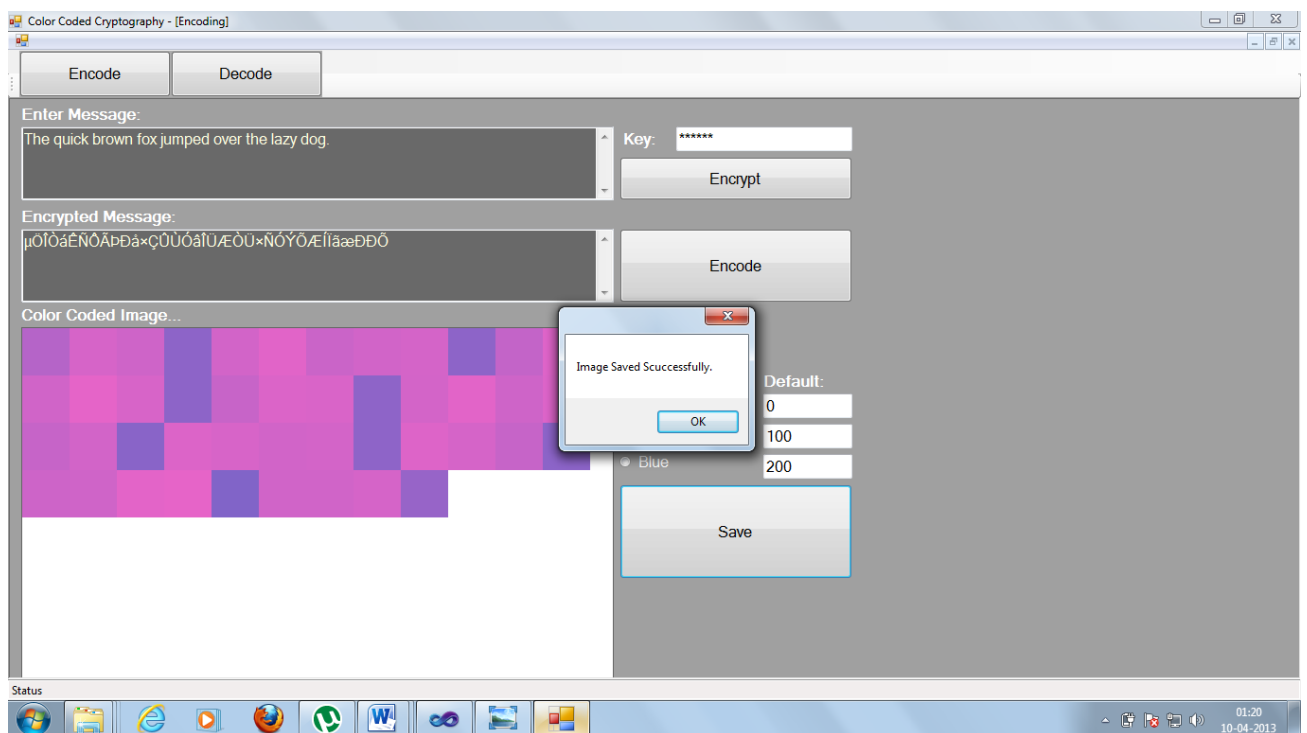 Color Coded Cryptography - [Encoding]
Encode Decode
Enter Message:
The quick brown fox jumped over the lazy dog.
Key: ******
Encrypt
Encrypted Message:
µÖÎÒáÊÑÔÃÞÐå×ÇÛÙÓâÎÜÆÒÜ×ÑÓÝÕÆÍÏãæÐÐÕ
Encode
Color Coded Image...
Image Saved Scuccessfully.
OK
Default:
0
100
Blue 200
Save
Status
01:20
10-04-2013